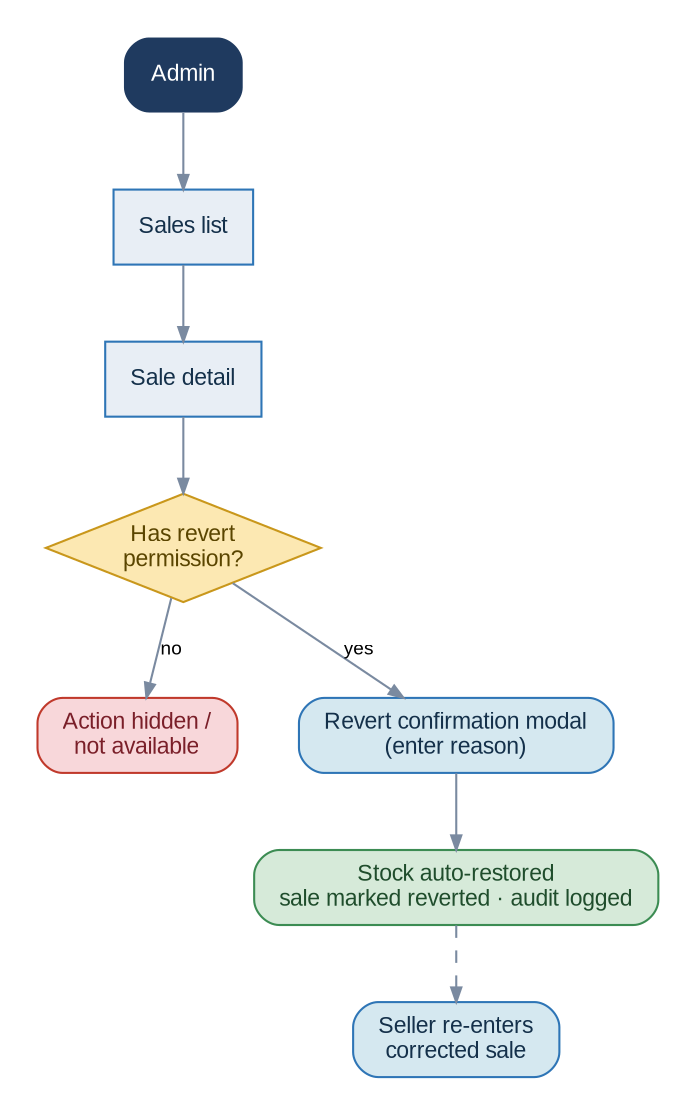 Admin
Sales list
Sale detail
Has revert
permission?
no
yes
Action hidden /
not available
Revert confirmation modal
(enter reason)
Stock auto-restored
sale marked reverted · audit logged
Seller re-enters
corrected sale